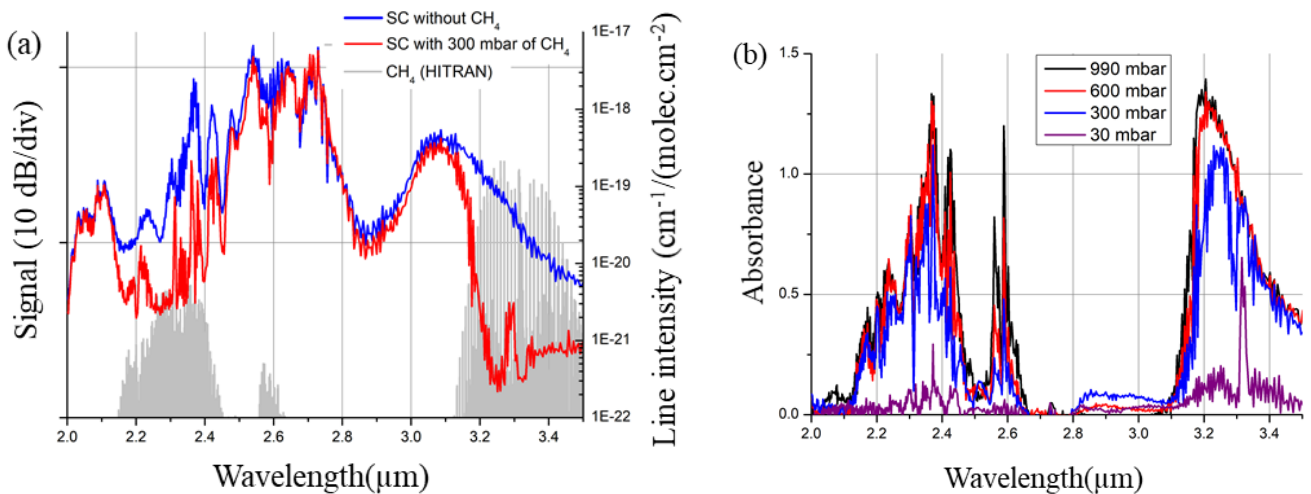 (a)
SC without CH4
SC with 300 mbar of CH4
CH4 (HITRAN)
Signal (10 dB/div)
1E-17
1E-18
1E-19
1E-20
1E-21
1E-22
Line intensity (cm-1/(molec.cm-2)
2.0 2.2 2.4 2.6 2.8 3.0 3.2 3.4
Wavelength(μm)
(b)
990 mbar
600 mbar
300 mbar
30 mbar
Absorbance
1.5
1.0
0.5
0.0
2.0 2.2 2.4 2.6 2.8 3.0 3.2 3.4
Wavelength(μm)